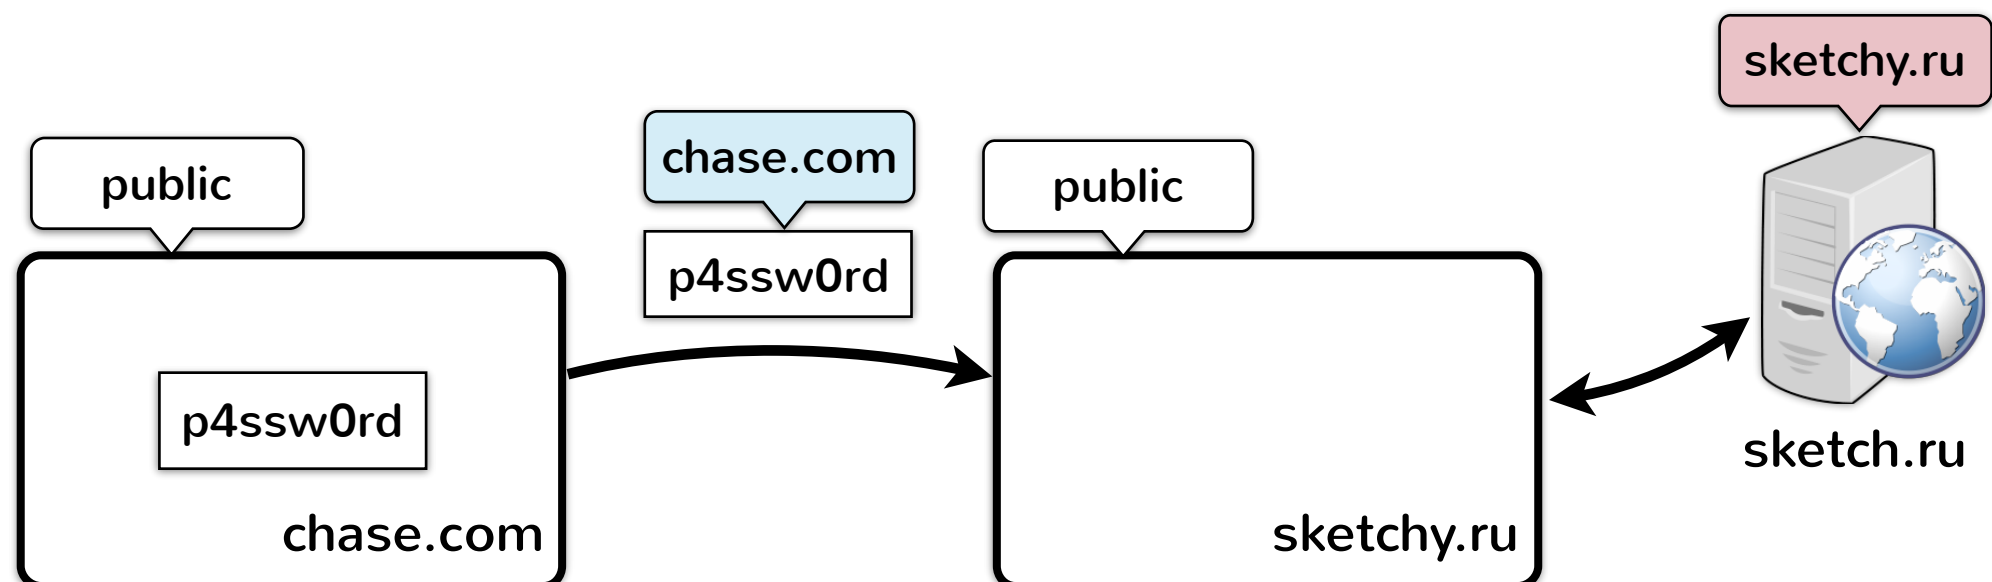 public
p4ssw0rd
chase.com
chase.com
p4ssw0rd
public
sketchy.ru
sketchy.ru
sketch.ru